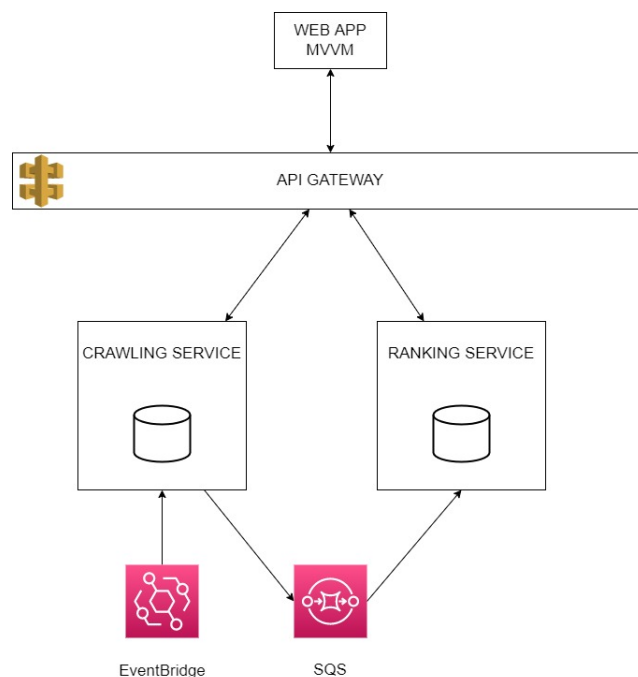 WEB APP
MVVM
API GATEWAY
CRAWLING SERVICE
RANKING SERVICE
EventBridge
SQS